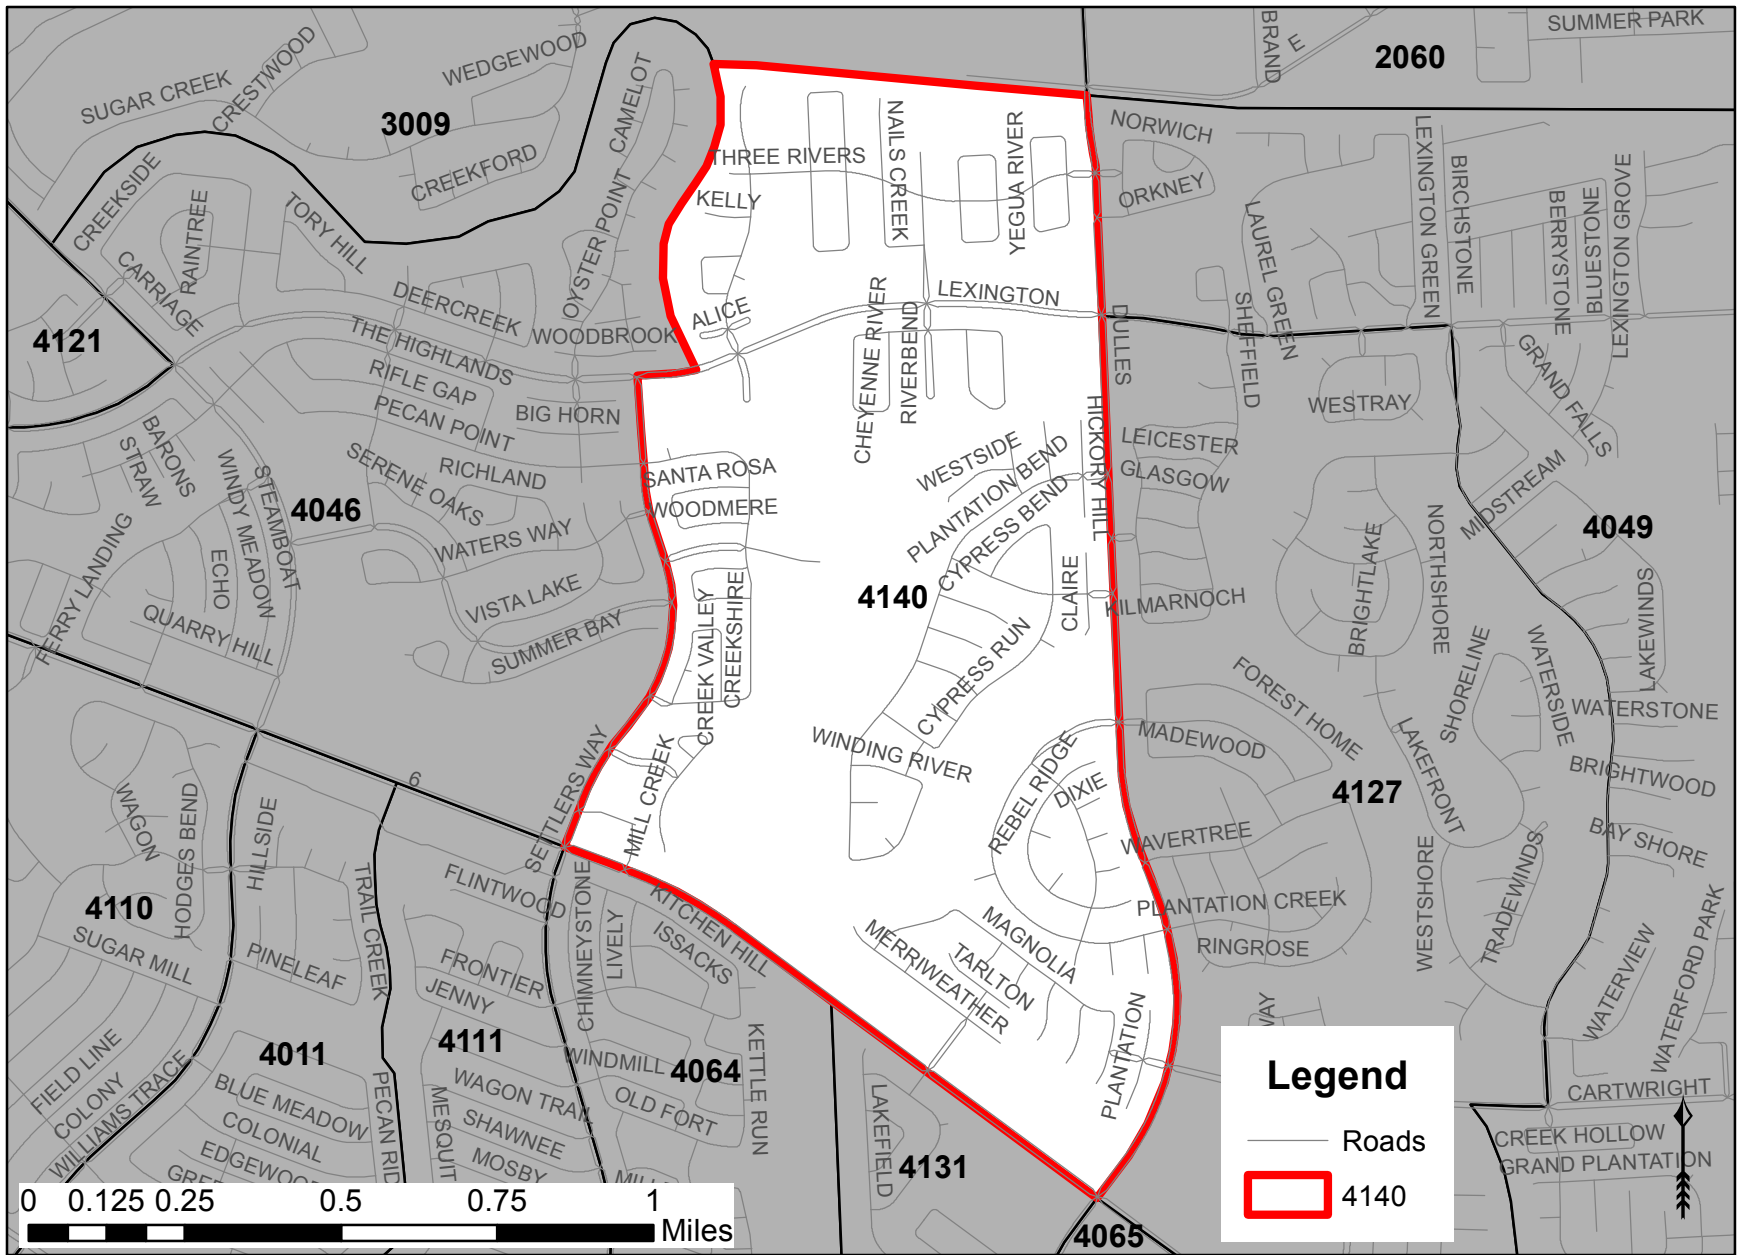 SUMMER PARK
BRAND
E
2060
WEDGEWOOD
CRESTWOOD
SUGAR CREEK
CAMELOT
3009
CREEKFORD
THREE RIVERS
NAILS CREEK
YEGUA RIVER
NORWICH
ORKNEY
LEXINGTON GREEN
BIRCHSTONE
BERRYSTONE
BLUESTONE
LEXINGTON GROVE
CREEKSIDE
RAINTREE
TORY HILL
OYSTER POINT
KELLY
LAUREL GREEN
CARRIAGE
DEERCREEK
WOODBROOK
ALICE
CHEYENNE RIVER
RIVERBEND
LEXINGTON
DULLES
SHEFFIELD
4121
THE HIGHLANDS
RIFLE GAP
PECAN POINT
BIG HORN
GRAND FALLS
WESTRAY
BARONS
STRAW
WINDY MEADOW
STEAMBOAT
SERENE OAKS
RICHLAND
SANTA ROSA
WOODMERE
WESTSIDE
PLANTATION BEND
CYPRESS BEND
HICKORY HILL
LEICESTER
GLASGOW
MIDSTREAM
4046
4049
WATERS WAY
FERRY LANDING
ECHO
VISTA LAKE
QUARRY HILL
SUMMER BAY
CREEK VALLEY
CREEKSHIRE
4140
CLAIRE
KILMARNOCH
BRIGHTLAKE
NORTHSHORE
LAKEWINDS
CYPRESS RUN
SHORELINE
WATERSIDE
FOREST HOME
WATERSTONE
WINDING RIVER
MADEWOOD
LAKEFRONT
SETTLERS WAY
MILL CREEK
REBEL RIDGE
DIXIE
4127
BRIGHTWOOD
6
WAGON
HODGES BEND
HILLSIDE
WAVERTREE
BAY SHORE
WESTSHORE
TRADEWINDS
TRAIL CREEK
FLINTWOOD
CHIMNEYSTONE
LIVELY
KITCHEN HILL
ISSACKS
PLANTATION CREEK
4110
SUGAR MILL
PINELEAF
FRONTIER
JENNY
MERRIWEATHER
TARLTON
MAGNOLIA
RINGROSE
WATERVIEW
WATERFORD PARK
4011
4111
WINDMILL
4064
KETTLE RUN
PLANTATION
WAY
FIELD LINE
COLONY
WILLIAMS TRACE
BLUE MEADOW
COLONIAL
EDGEWOO
GREE
PECAN RID
MESQUIT
WAGON TRAIL
SHAWNEE
MOSBY
OLD FORT
MILL
LAKEFIELD
4131
4065
CARTWRIGHT
CREEK HOLLOW
GRAND PLANTATION
Legend
Roads
4140
0 0.125 0.25 0.5 0.75 1
Miles